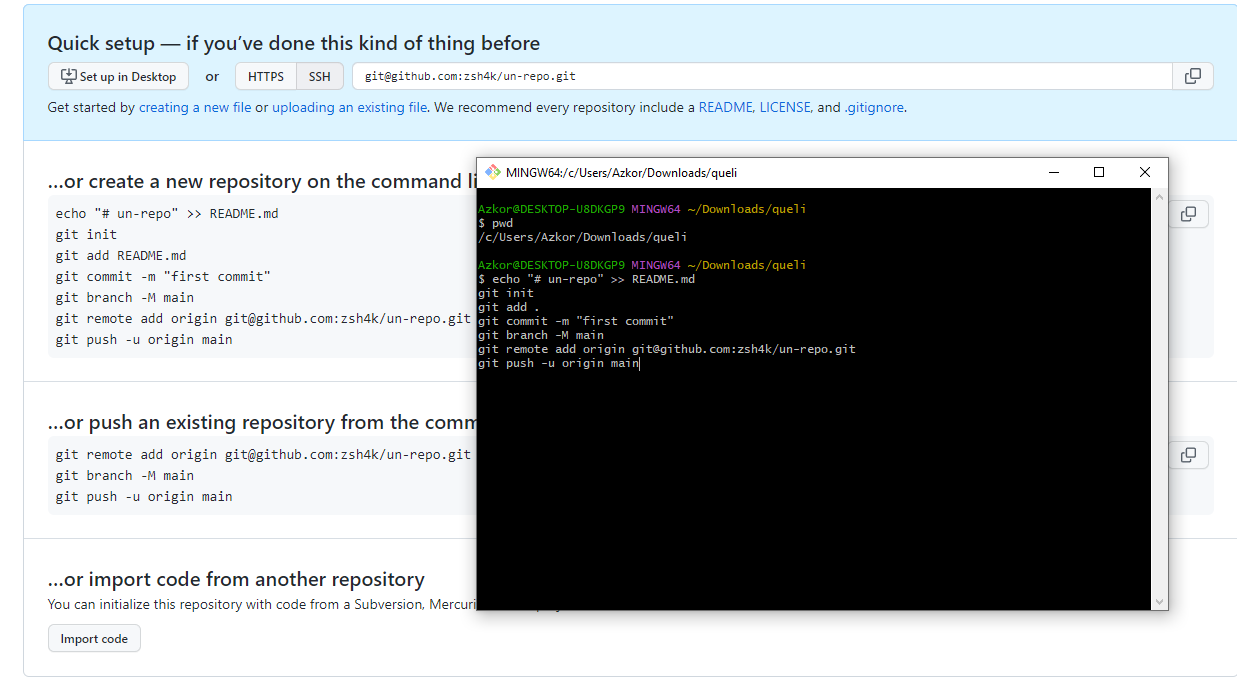 Quick setup — if you’ve done this kind of thing before
Set up in Desktop or HTTPS SSH git@github.com:zsh4k/un-repo.git
Get started by creating a new file or uploading an existing file. We recommend every repository include a README, LICENSE, and .gitignore.
…or create a new repository on the command
echo "# un-repo" >> README.md
git init
git add README.md
git commit -m "first commit"
git branch -M main
git remote add origin git@github.com:zsh4k/un-repo.git
git push -u origin main
…or push an existing repository from the
git remote add origin git@github.com:zsh4k/un-repo.git
git branch -M main
git push -u origin main
…or import code from another repository
You can initialize this repository with code from a Subversion,
Import code
MINGW64:/c/Users/Azkor/Downloads/queli
Azkor@DESKTOP-U8DKGP9 MINGW64 ~/Downloads/queli
$ pwd
/c/Users/Azkor/Downloads/queli
Azkor@DESKTOP-U8DKGP9 MINGW64 ~/Downloads/queli
$ echo "# un-repo" >> README.md
git init
git add .
git commit -m "first commit"
git branch -M main
git remote add origin git@github.com:zsh4k/un-repo.git
git push -u origin main